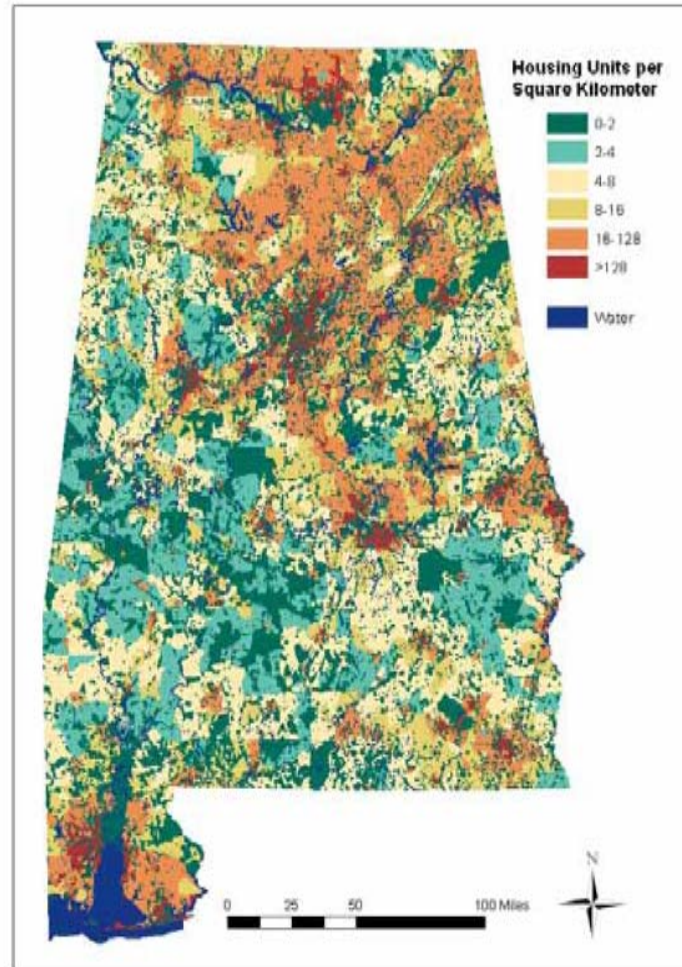 Housing Units per
Square Kilometer
0-2
2-4
4-8
8-16
16-128
>128
Water
N
0 25 50 100 Miles